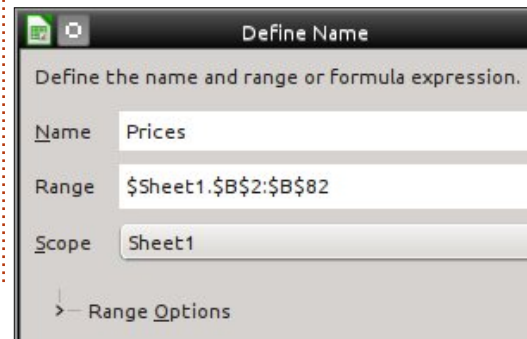 Define Name
Define the name and range or formula expression.
Name Prices
Range $Sheet1.$B$2:$B$82
Scope Sheet1
Range Options